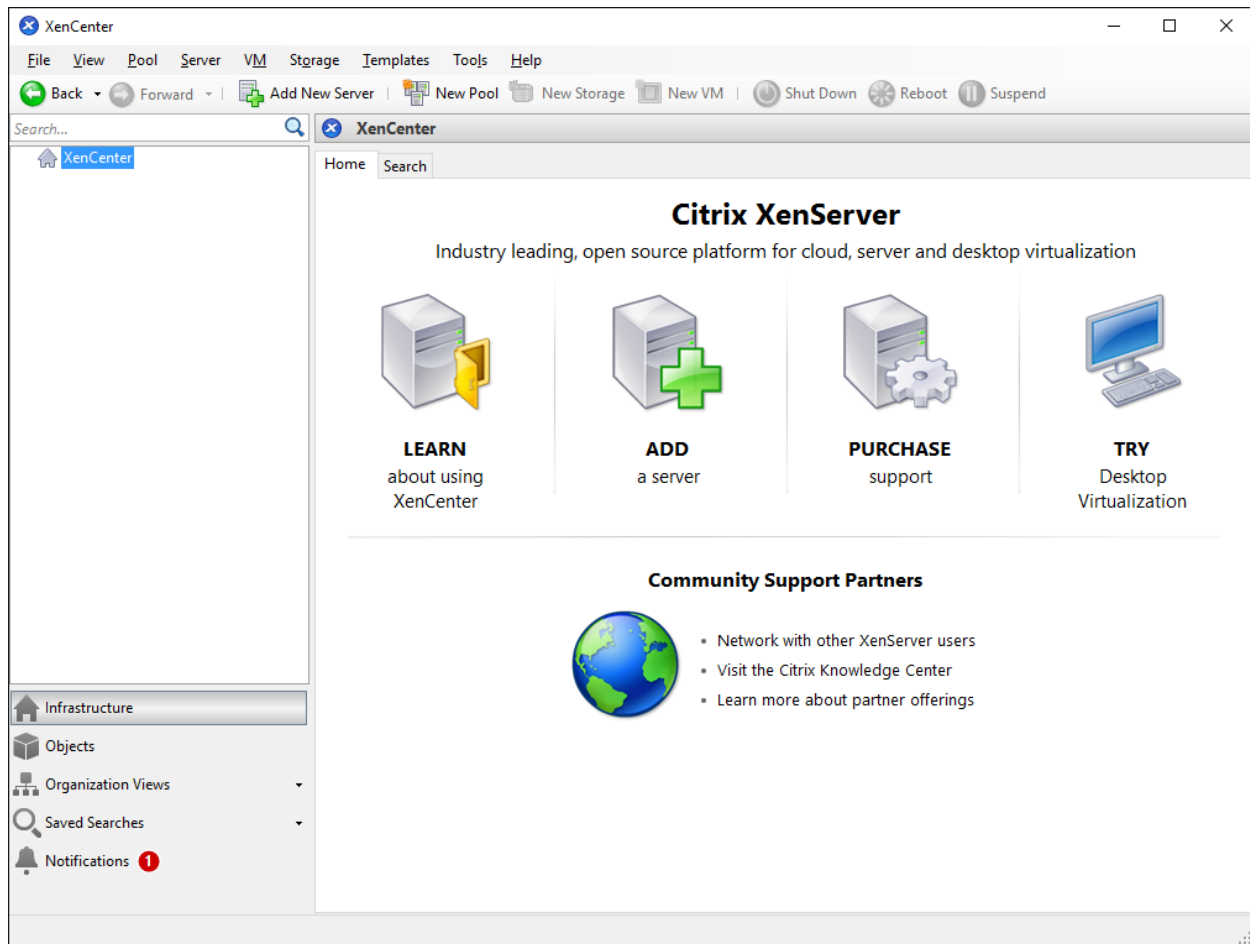 XenCenter
File View Pool Server VM Storage Templates Tools Help
Back Forward Add New Server New Pool New Storage New VM Shut Down Reboot Suspend
Search...
XenCenter
XenCenter
Home Search
Citrix XenServer
Industry leading, open source platform for cloud, server and desktop virtualization
LEARN
about using
XenCenter
ADD
a server
PURCHASE
support
TRY
Desktop
Virtualization
Community Support Partners
Network with other XenServer users
Visit the Citrix Knowledge Center
Learn more about partner offerings
Infrastructure
Objects
Organization Views
Saved Searches
Notifications 1